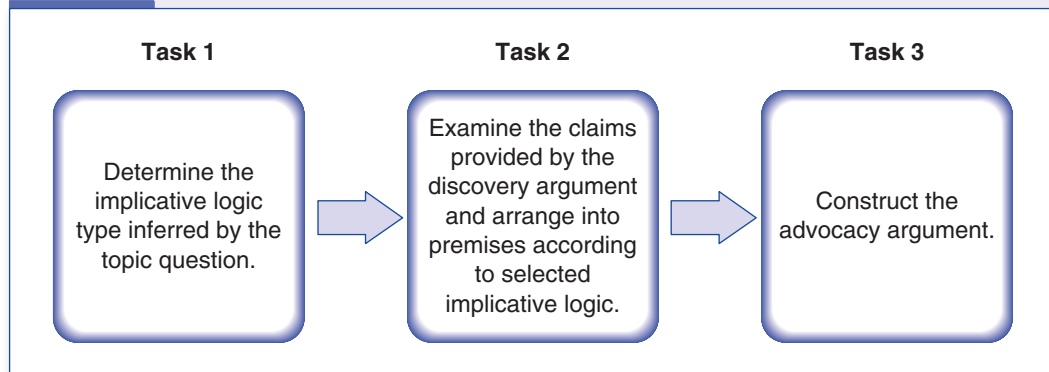 Task 1
Task 2
Task 3
Determine the
implicative logic
type inferred by the
topic question.
Examine the claims
provided by the
discovery argument
and arrange into
premises according
to selected
implicative logic.
Construct the
advocacy argument.